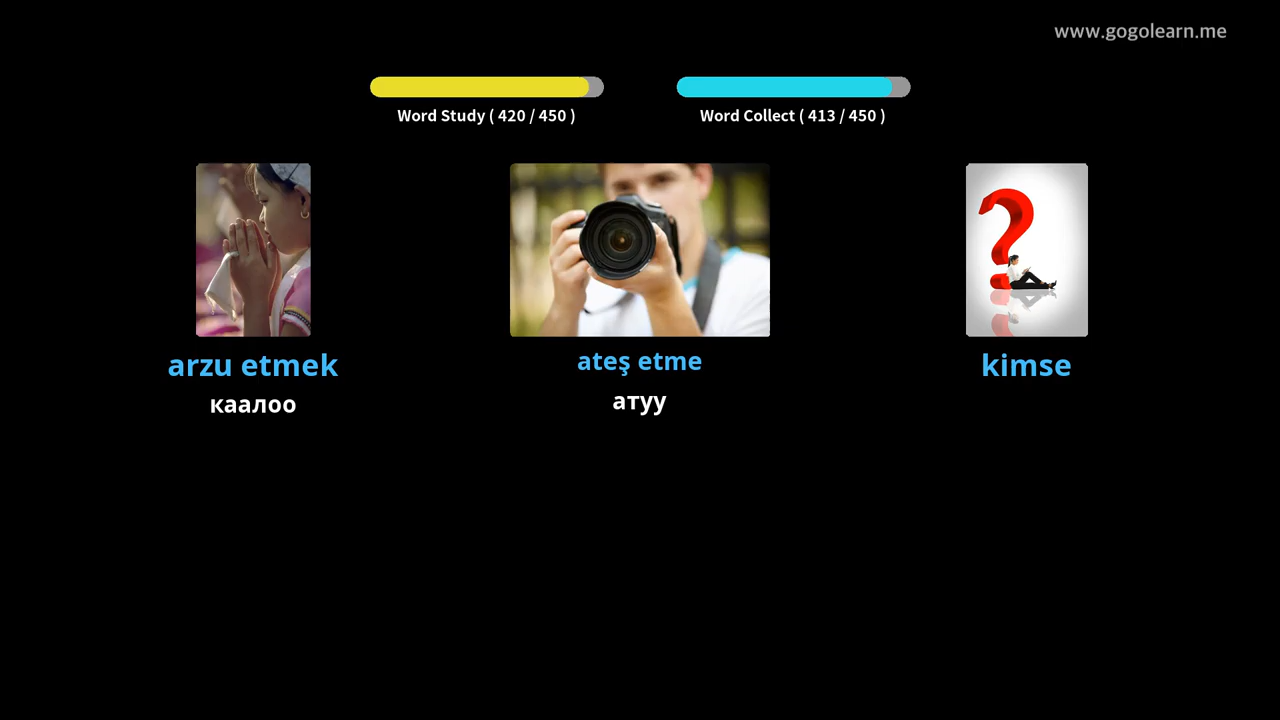 www.gogolearn.me
Word Study ( 420 / 450 )
Word Collect ( 413 / 450 )
arzu etmek
каалоо
ateş etme
атуу
kimse